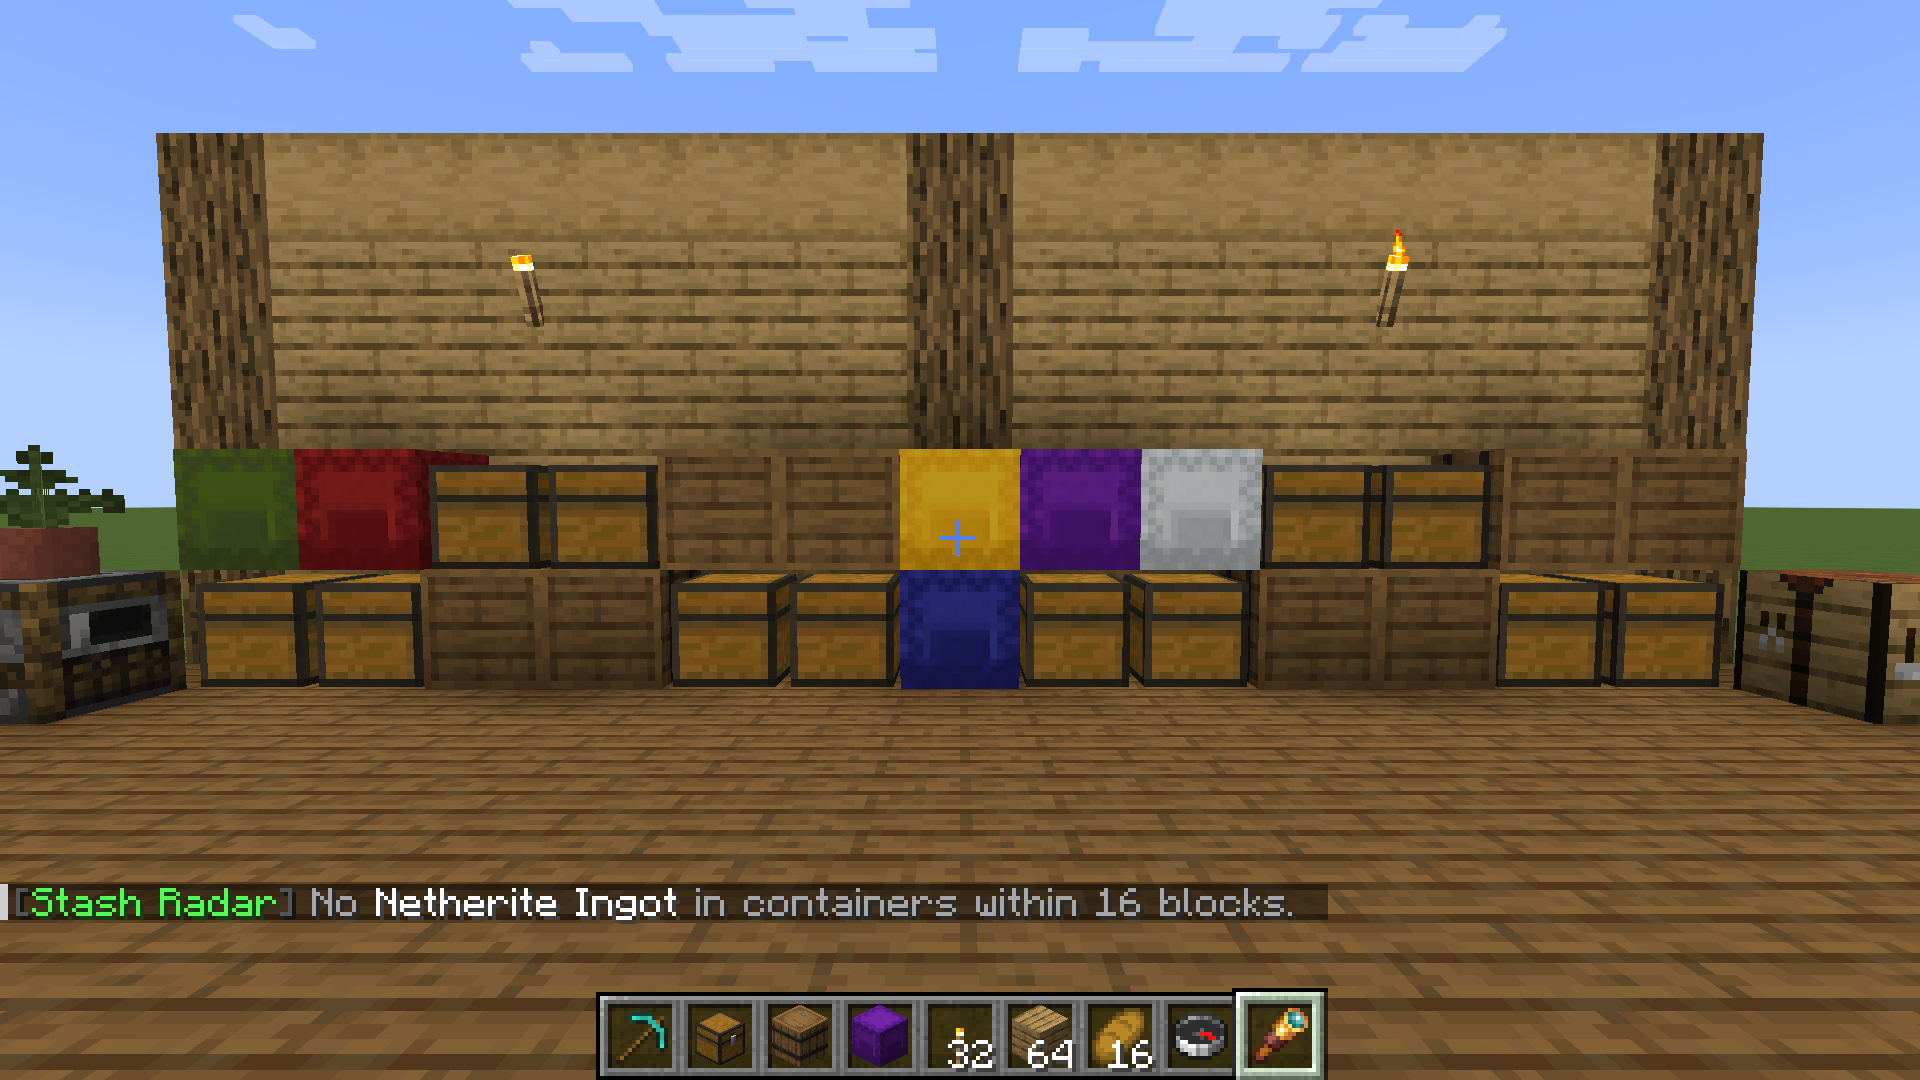 [Stash Radar] No Netherite Ingot in containers within 16 blocks.
32 64 16